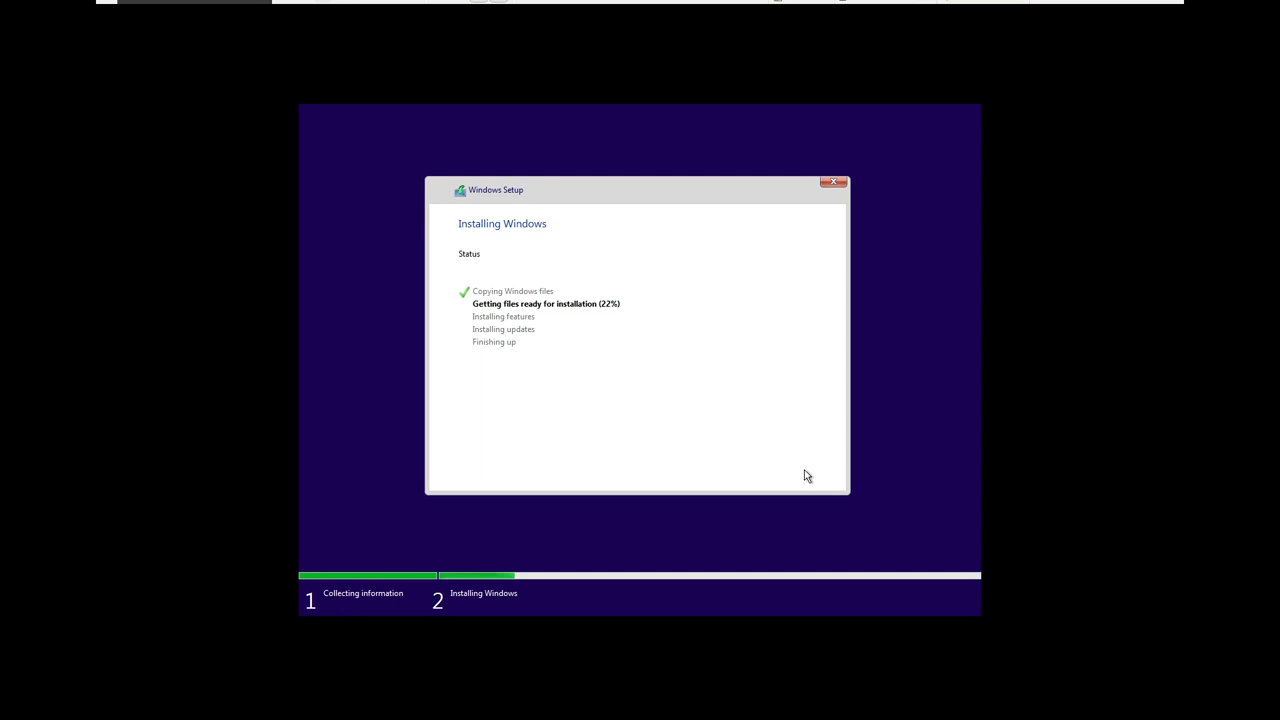 Windows Setup
Installing Windows
Status
Copying Windows files
Getting files ready for installation (22%)
Installing features
Installing updates
Finishing up
1 Collecting information 2 Installing Windows